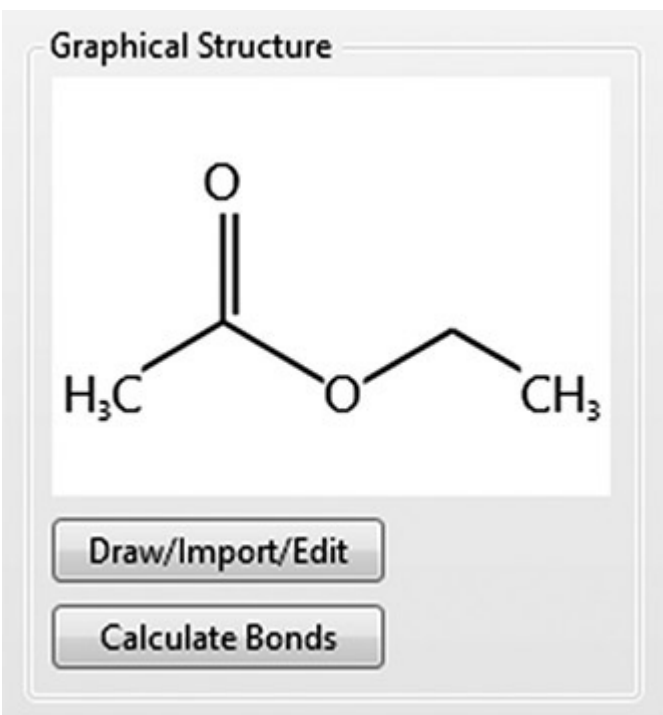 Graphical Structure
O
H₃C
O
CH₃
Draw/Import/Edit
Calculate Bonds